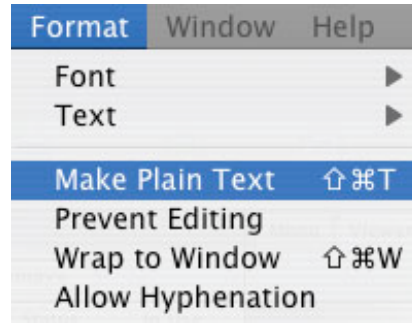 Format Window Help
Font ▶
Text ▶
Make Plain Text ⇧⌘T
Prevent Editing
Wrap to Window ⇧⌘W
Allow Hyphenation